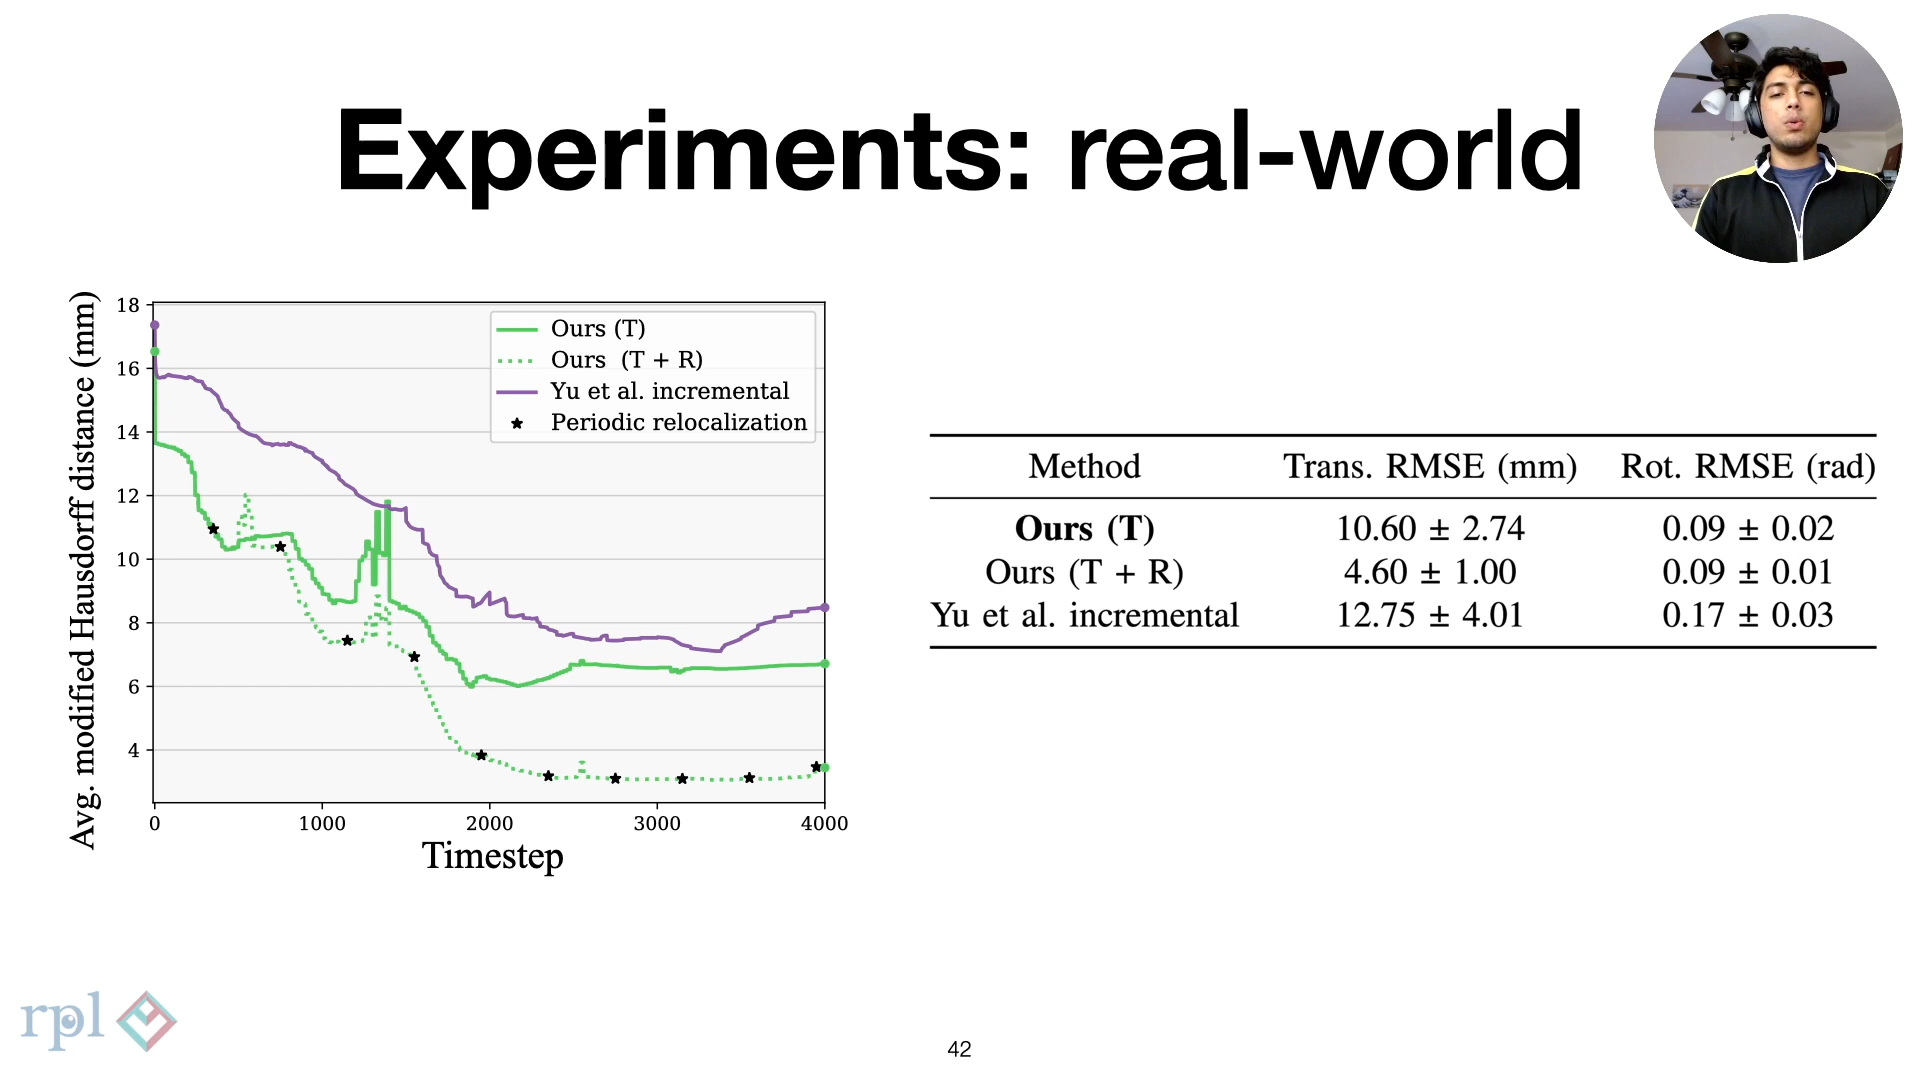 Experiments: real-world
Avg. modified Hausdorff distance (mm)
18
16
14
12
10
8
6
4
Ours (T)
Ours (T + R)
Yu et al. incremental
Periodic relocalization
0 1000 2000 3000 4000
Timestep
Method Trans. RMSE (mm) Rot. RMSE (rad)
Ours (T) 10.60 ± 2.74 0.09 ± 0.02
Ours (T + R) 4.60 ± 1.00 0.09 ± 0.01
Yu et al. incremental 12.75 ± 4.01 0.17 ± 0.03
rpl
42